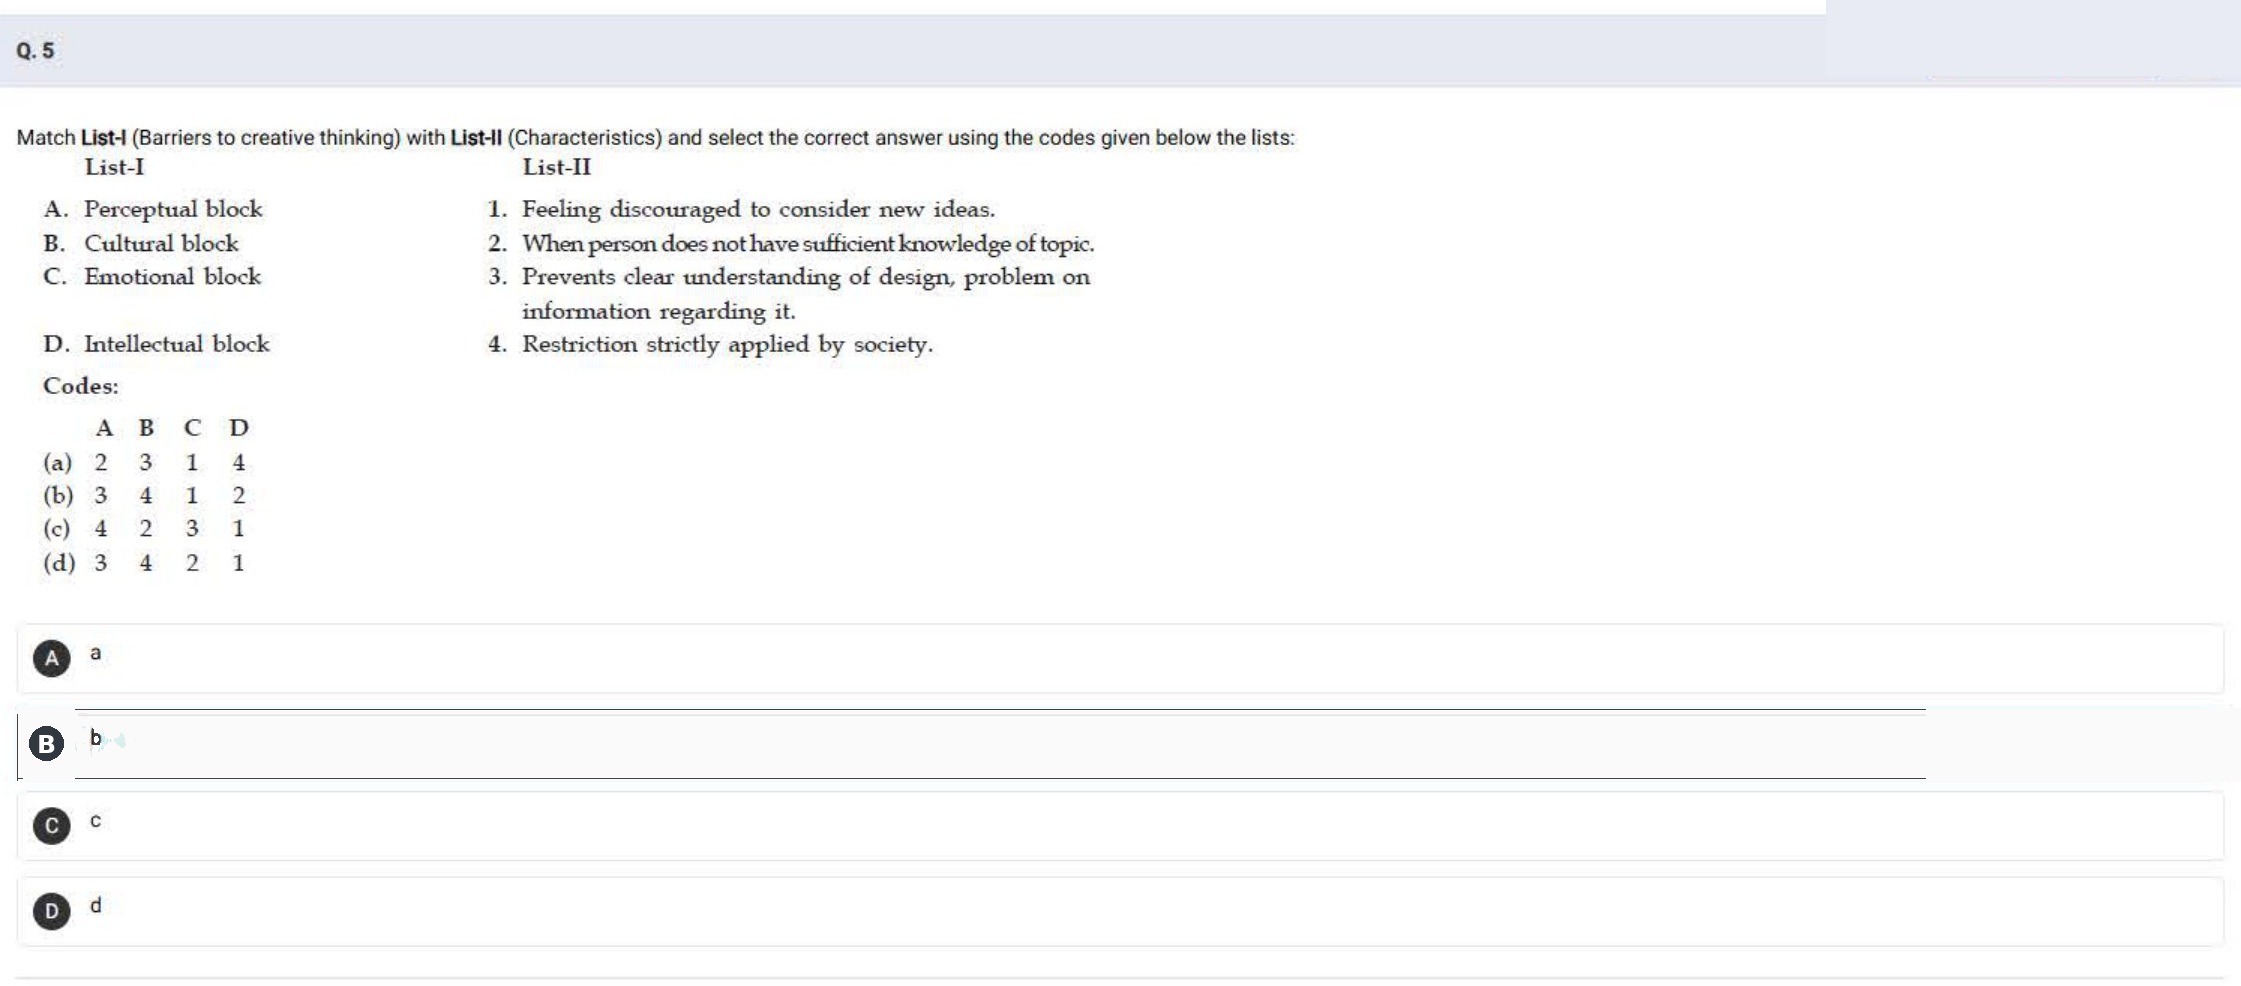 Q. 5
Match List-I (Barriers to creative thinking) with List-II (Characteristics) and select the correct answer using the codes given below the lists:
List-I List-II
A. Perceptual block 1. Feeling discouraged to consider new ideas.
B. Cultural block 2. When person does not have sufficient knowledge of topic.
C. Emotional block 3. Prevents clear understanding of design, problem on
information regarding it.
D. Intellectual block 4. Restriction strictly applied by society.
Codes:
A B C D
(a) 2 3 1 4
(b) 3 4 1 2
(c) 4 2 3 1
(d) 3 4 2 1
A a
B b
C c
D d